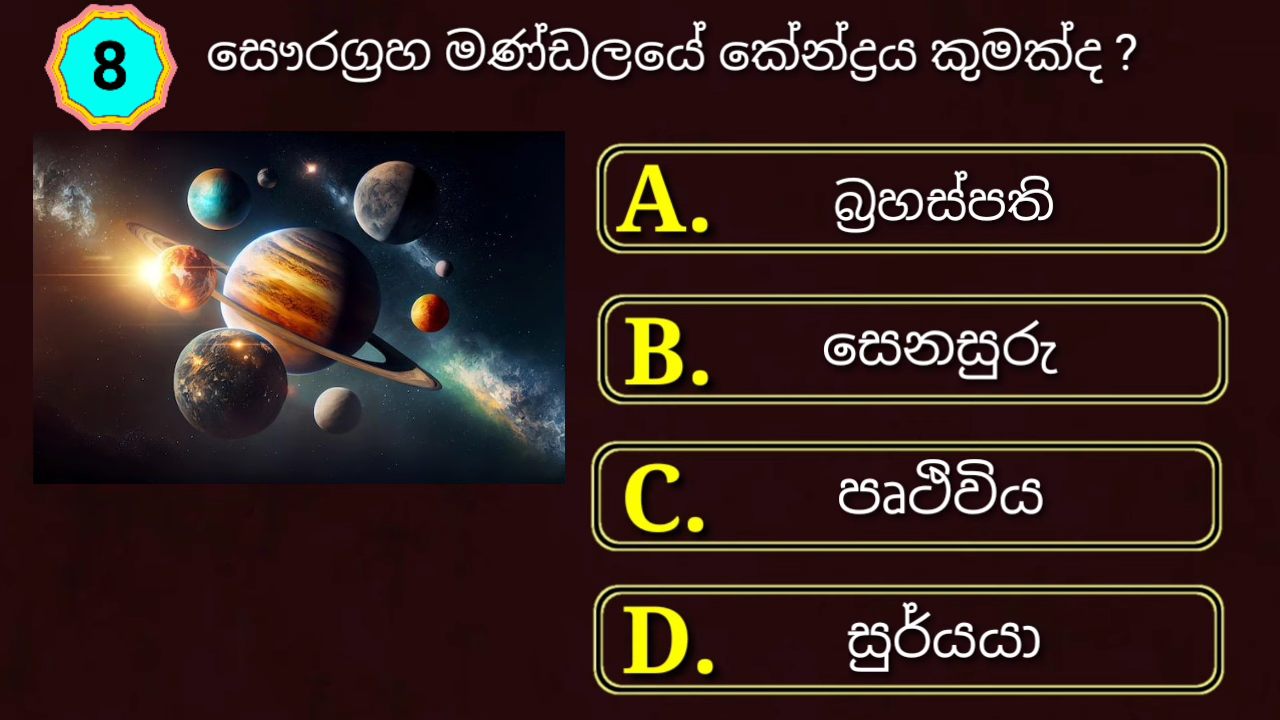 8
සෞරග්‍රහ මණ්ඩලයේ කේන්ද්‍රය කුමක්ද ?
A. බ්‍රහස්පති
B. සෙනසුරු
C. පෘථිවිය
D. සුර්යයා